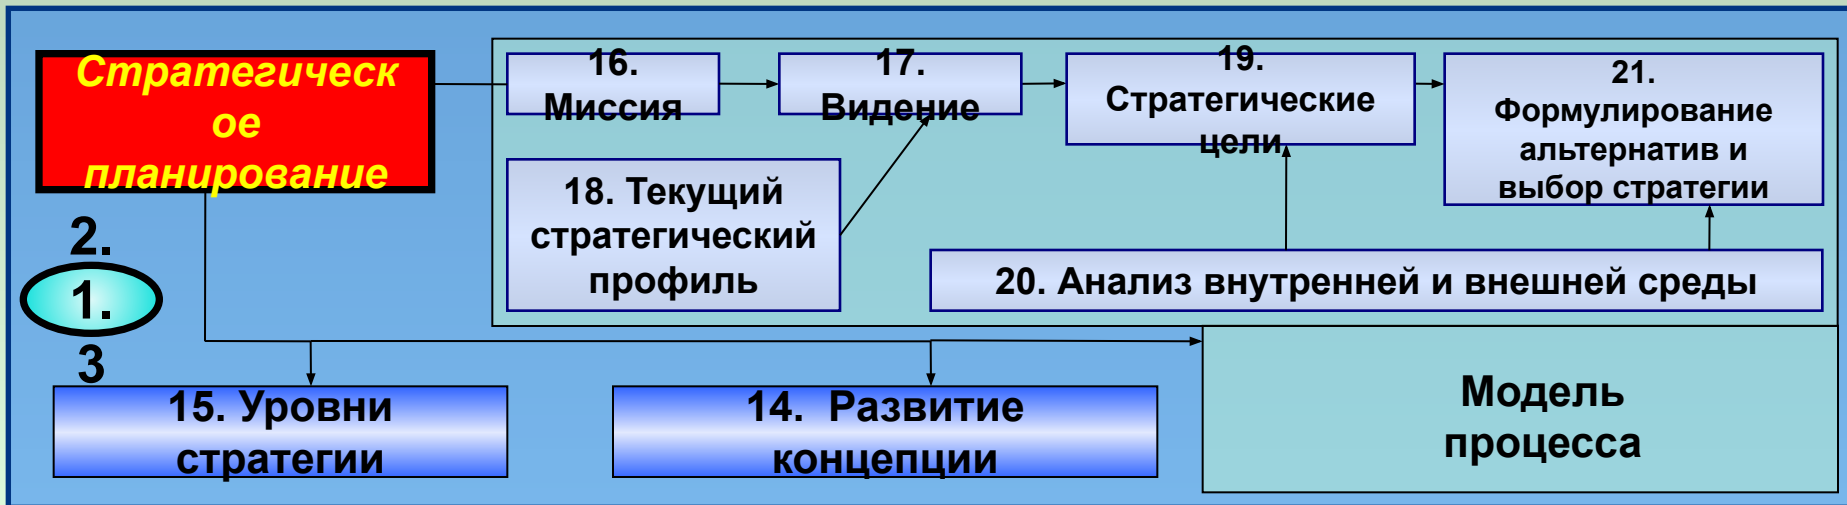 Стратегическ
ое
планирование
16.
Миссия
17.
Видение
19.
Стратегические
цели
21.
Формулирование
альтернатив и
выбор стратегии
18. Текущий
стратегический
профиль
20. Анализ внутренней и внешней среды
2.
1.
3
15. Уровни
стратегии
14. Развитие
концепции
Модель
процесса